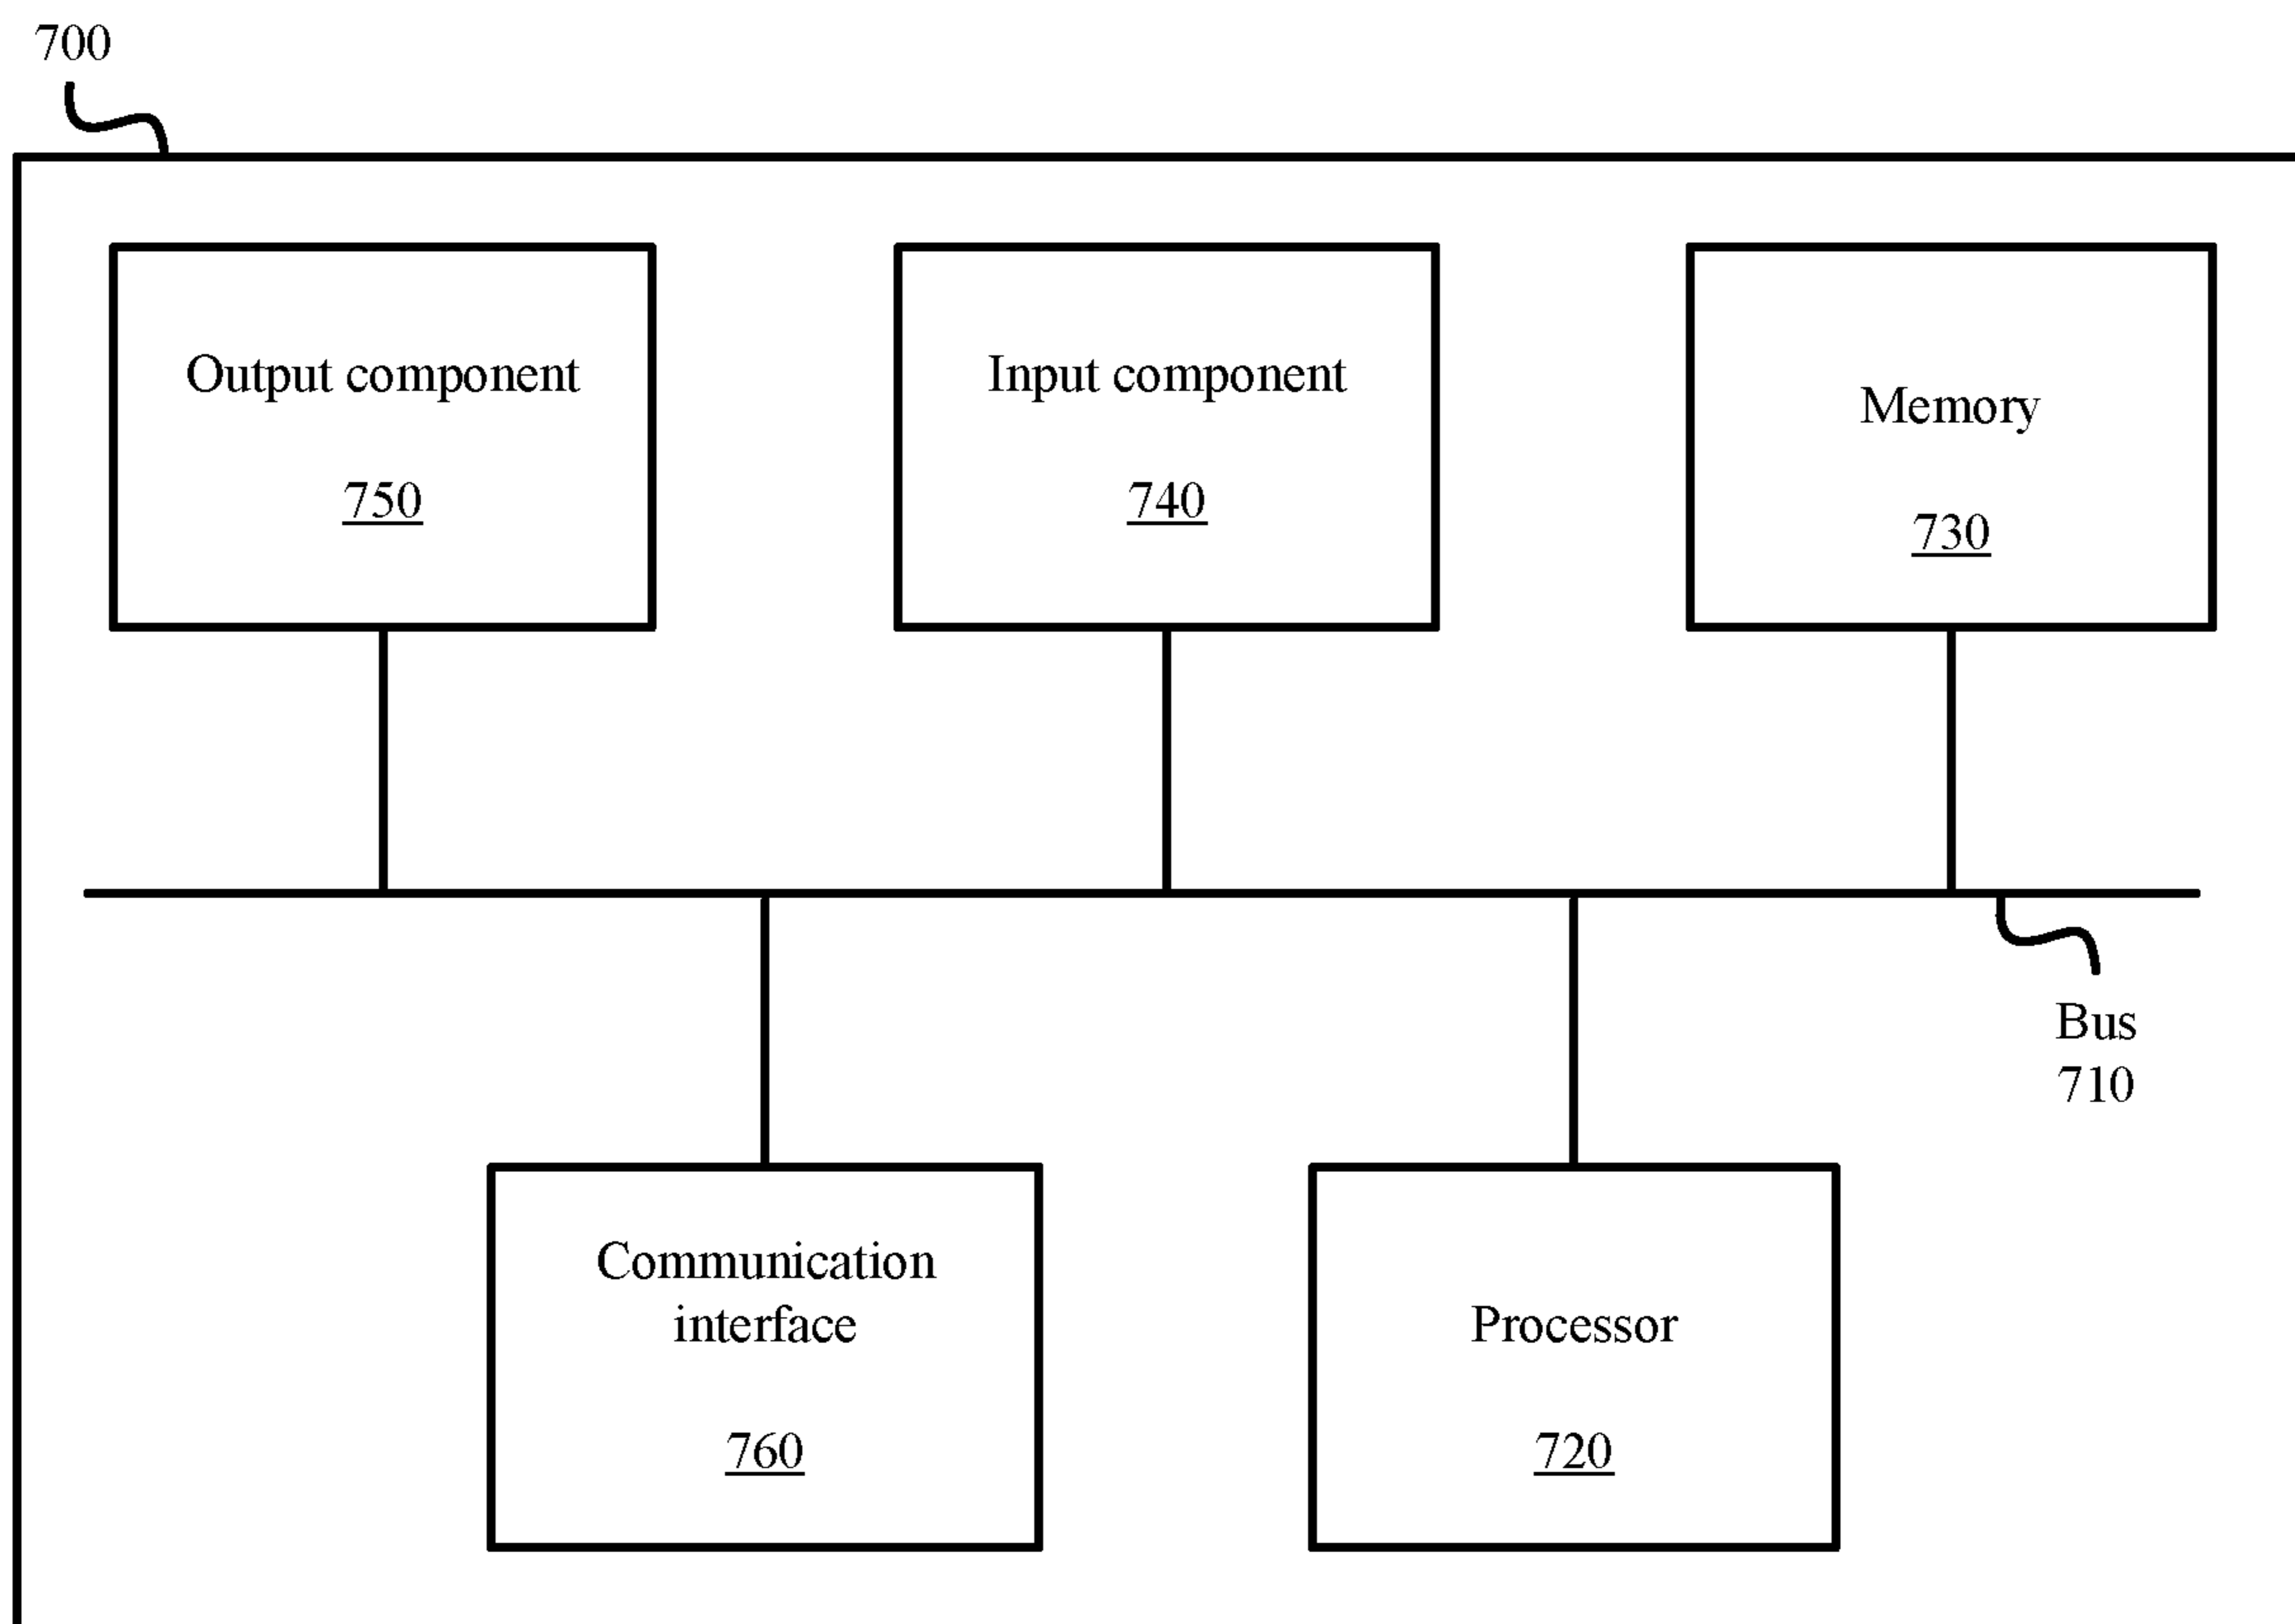 700
Output component
750
Input component
740
Memory
730
Bus
710
Communication
interface
760
Processor
720